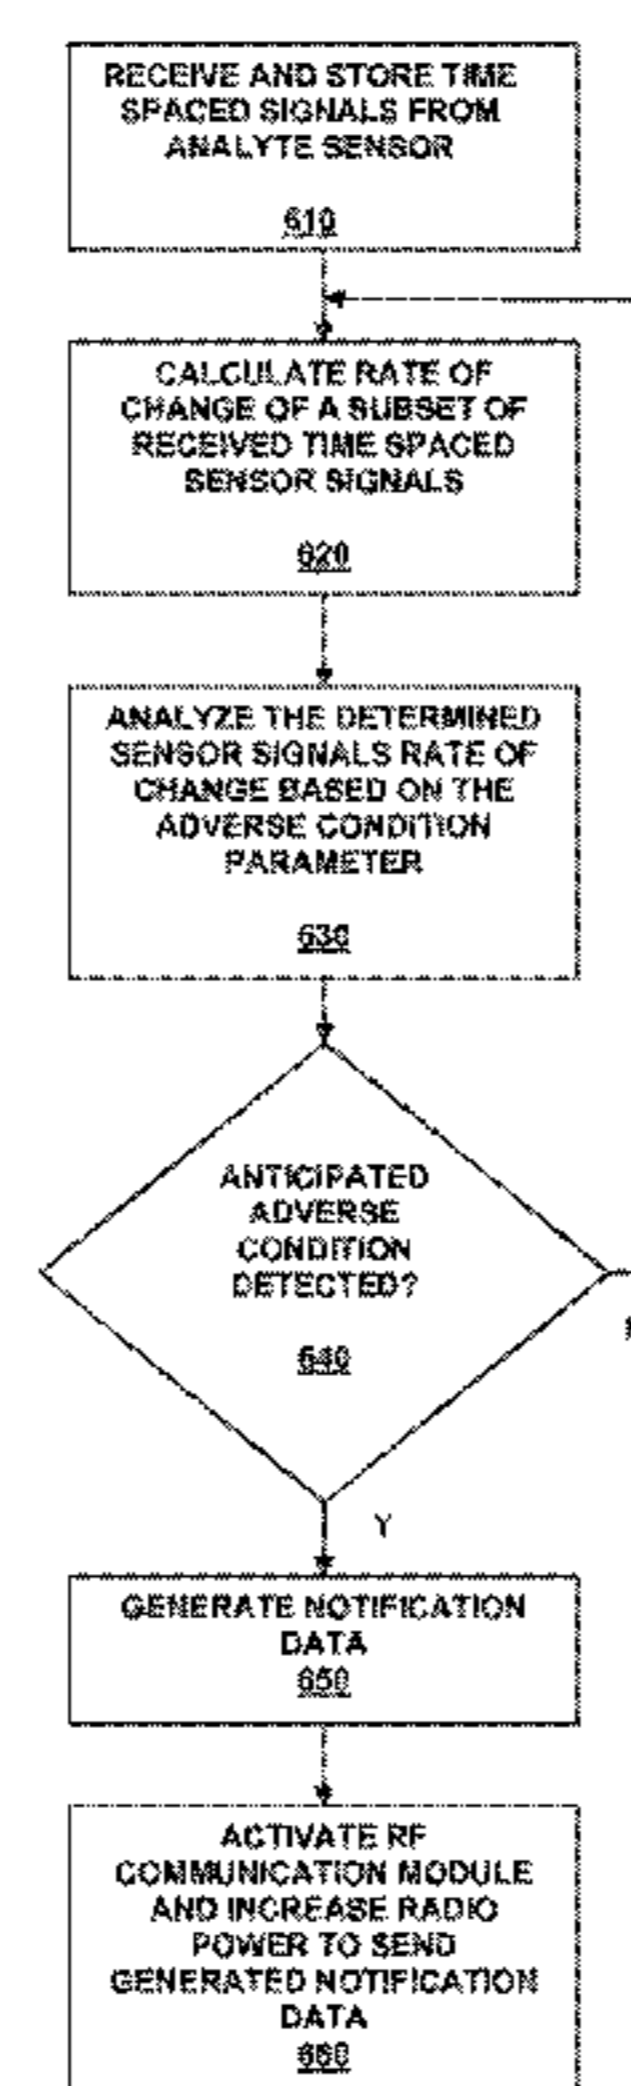 RECEIVE AND STORE TIME
SPACED SIGNALS FROM
ANALYTE SENSOR
610
CALCULATE RATE OF
CHANGE OF A SUBSET OF
RECEIVED TIME SPACED
SENSOR SIGNALS
620
ANALYZE THE DETERMINED
SENSOR SIGNALS RATE OF
CHANGE BASED ON THE
ADVERSE CONDITION
PARAMETER
630
ANTICIPATED
ADVERSE
CONDITION
DETECTED?
640
Y
GENERATE NOTIFICATION
DATA
650
ACTIVATE RF
COMMUNICATION MODULE
AND INCREASE RADIO
POWER TO SEND
GENERATED NOTIFICATION
DATA
660